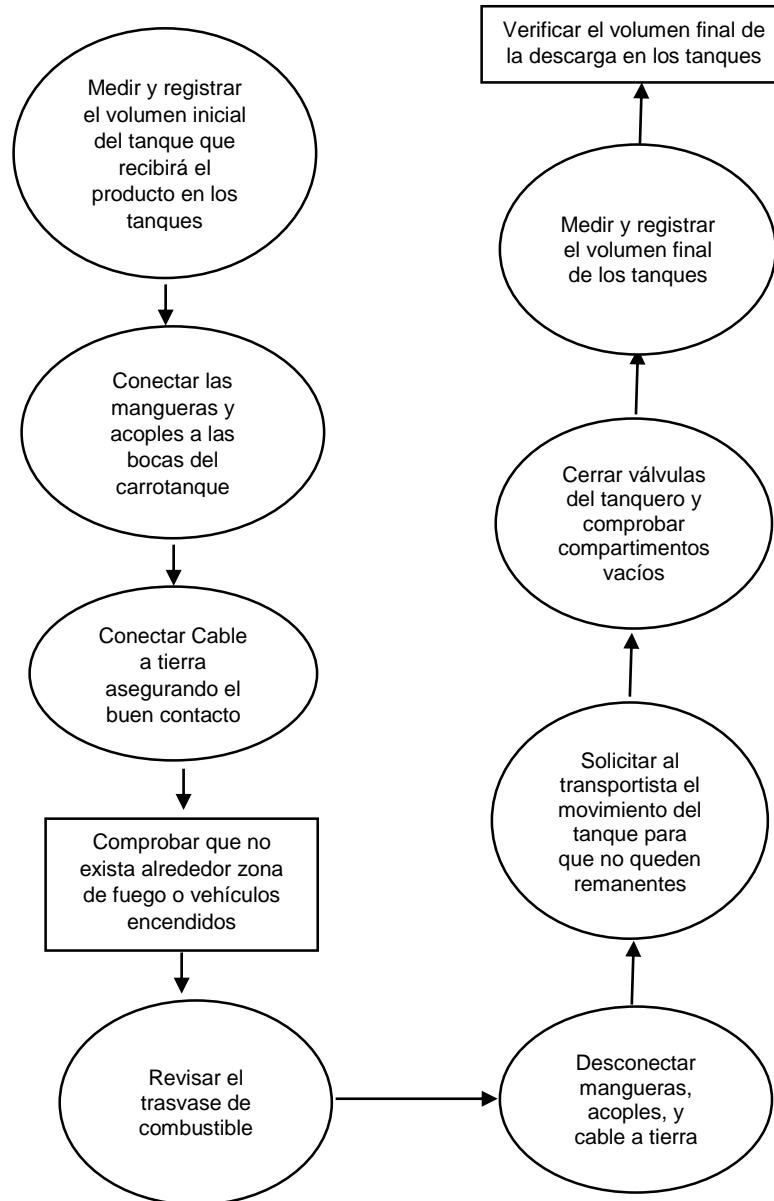 Medir y registrar
el volumen inicial
del tanque que
recibirá el
producto en los
tanques
Conectar las
mangueras y
acoples a las
bocas del
carrotanque
Conectar Cable
a tierra
asegurando el
buen contacto
Comprobar que no
exista alrededor zona
de fuego o vehículos
encendidos
Revisar el
trasvase de
combustible
Desconectar
mangueras,
acoples, y
cable a tierra
Solicitar al
transportista el
movimiento del
tanque para
que no queden
remanentes
Cerrar válvulas
del tanquero y
comprobar
compartimentos
vacíos
Medir y registrar
el volumen final
de los tanques
Verificar el volumen final de
la descarga en los tanques